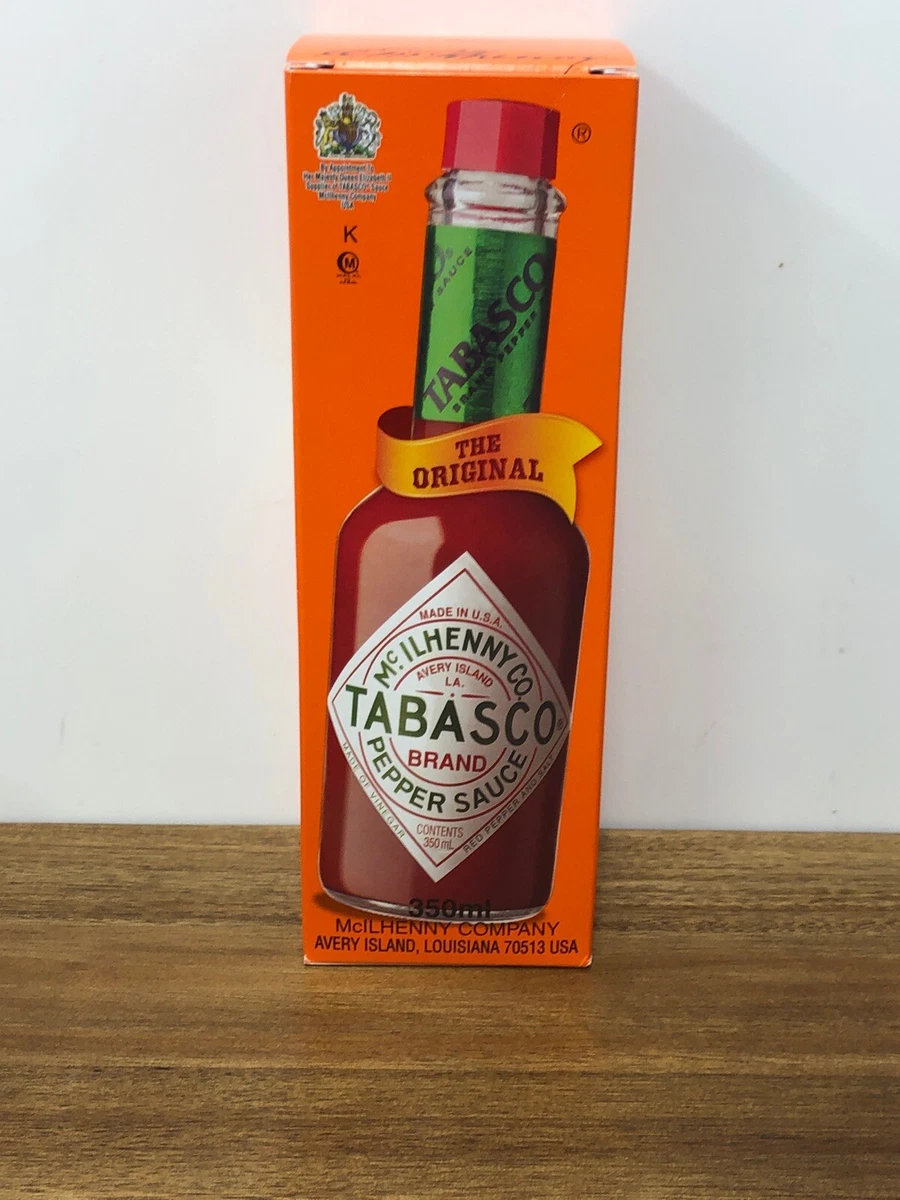 ®
By Appointment To
Her Majesty Queen Elizabeth II
Supplier of TABASCO® Sauce
McIlhenny Company
USA
K
M
SAUCE
TABASCO
BRAND PEPPER
THE
ORIGINAL
MADE IN U.S.A.
McILHENNY CO.
AVERY ISLAND
LA.
TABASCO®
BRAND
PEPPER SAUCE
MADE OF VINEGAR
RED PEPPER AND SALT
CONTENTS
350 mL
350ml
McILHENNY COMPANY
AVERY ISLAND, LOUISIANA 70513 USA